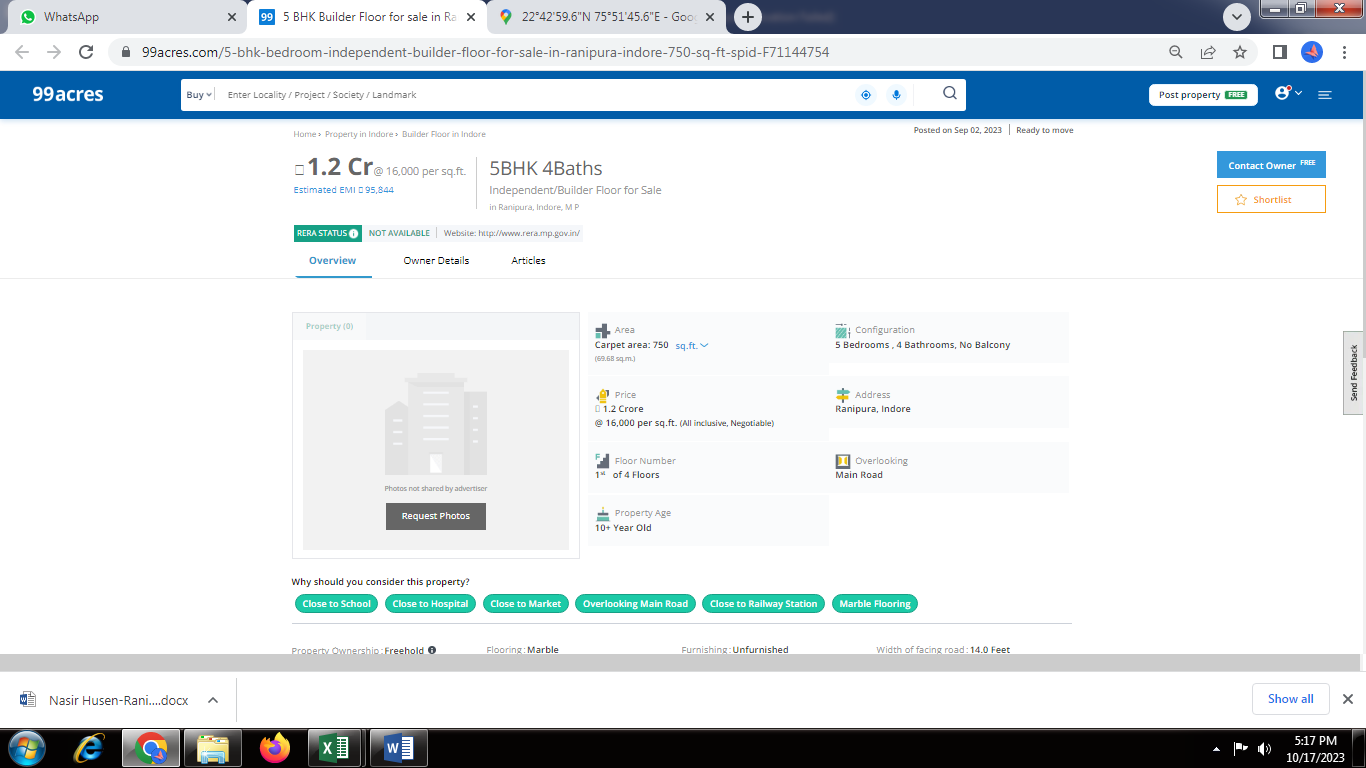 WhatsApp
99 5 BHK Builder Floor for sale in Ra
22°42'59.6"N 75°51'45.6"E - Goo
99acres.com/5-bhk-bedroom-independent-builder-floor-for-sale-in-ranipura-indore-750-sq-ft-spid-F71144754
99acres
Buy
Enter Locality / Project / Society / Landmark
Post property FREE
Home › Property in Indore › Builder Floor in Indore
Posted on Sep 02, 2023 | Ready to move
1.2 Cr @ 16,000 per sq.ft.
Estimated EMI 95,844
5BHK 4Baths
Independent/Builder Floor for Sale
in Ranipura, Indore, M P
Contact Owner FREE
Shortlist
RERA STATUS i NOT AVAILABLE | Website: http://www.rera.mp.gov.in/
Overview Owner Details Articles
Property (0)
Photos not shared by advertiser
Request Photos
Area
Carpet area: 750 sq.ft.
(69.68 sq.m.)
Configuration
5 Bedrooms , 4 Bathrooms, No Balcony
Price
1.2 Crore
@ 16,000 per sq.ft. (All inclusive, Negotiable)
Address
Ranipura, Indore
Floor Number
1st of 4 Floors
Overlooking
Main Road
Property Age
10+ Year Old
Send Feedback
Why should you consider this property?
Close to School Close to Hospital Close to Market Overlooking Main Road Close to Railway Station Marble Flooring
Property Ownership : Freehold Flooring : Marble Furnishing : Unfurnished Width of facing road : 14.0 Feet
Nasir Husen-Rani....docx
Show all
5:17 PM
10/17/2023